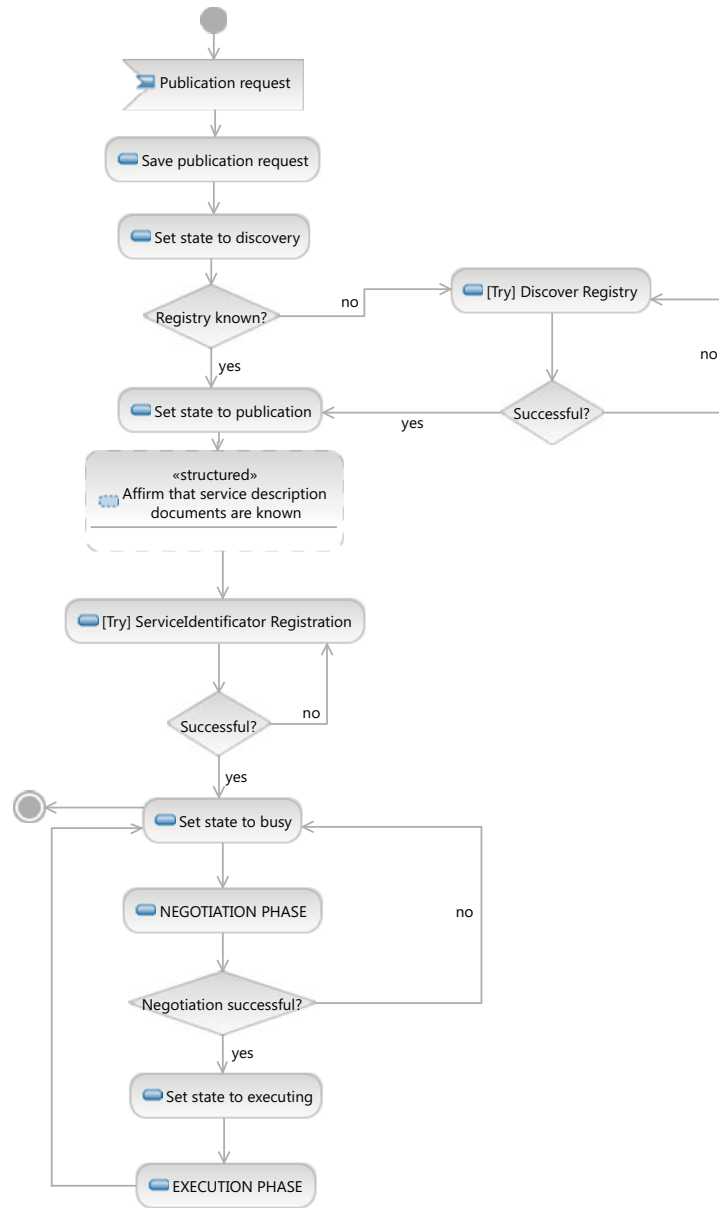 Publication request
Save publication request
Set state to discovery
[Try] Discover Registry
no
Registry known?
no
yes
Set state to publication
yes
Successful?
«structured»
Affirm that service description
documents are known
[Try] ServiceIdentificator Registration
no
Successful?
yes
Set state to busy
NEGOTIATION PHASE
no
Negotiation successful?
yes
Set state to executing
EXECUTION PHASE